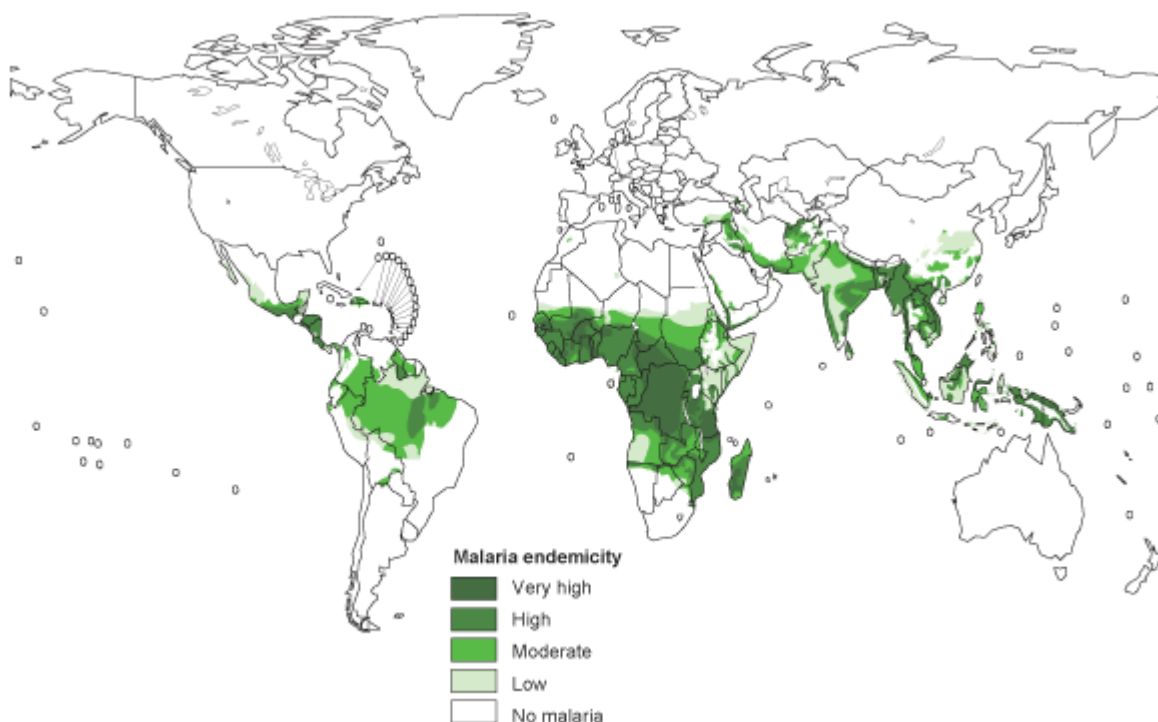 Malaria endemicity
Very high
High
Moderate
Low
No malaria